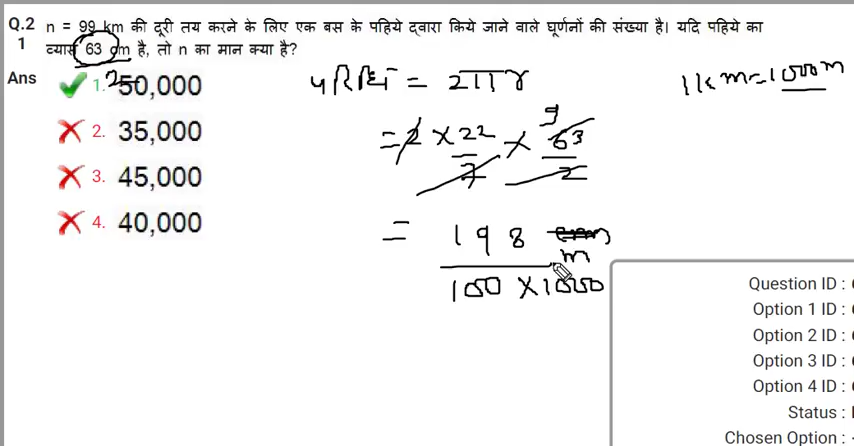 Q.2 n = 99 km की दूरी तय करने के लिए एक बस के पहिये द्वारा किये जाने वाले घूर्णनों की संख्या है। यदि पहिये का
1 व्यास 63 cm है, तो n का मान क्या है?
Ans 1. 50,000
2. 35,000
3. 45,000
4. 40,000
परिधि = 2πr
1km=1000m
9
= 2 × 22/7 × 63/2
= 198 cm
m
100 × 1000
Question ID :
Option 1 ID :
Option 2 ID :
Option 3 ID :
Option 4 ID :
Status :
Chosen Option :